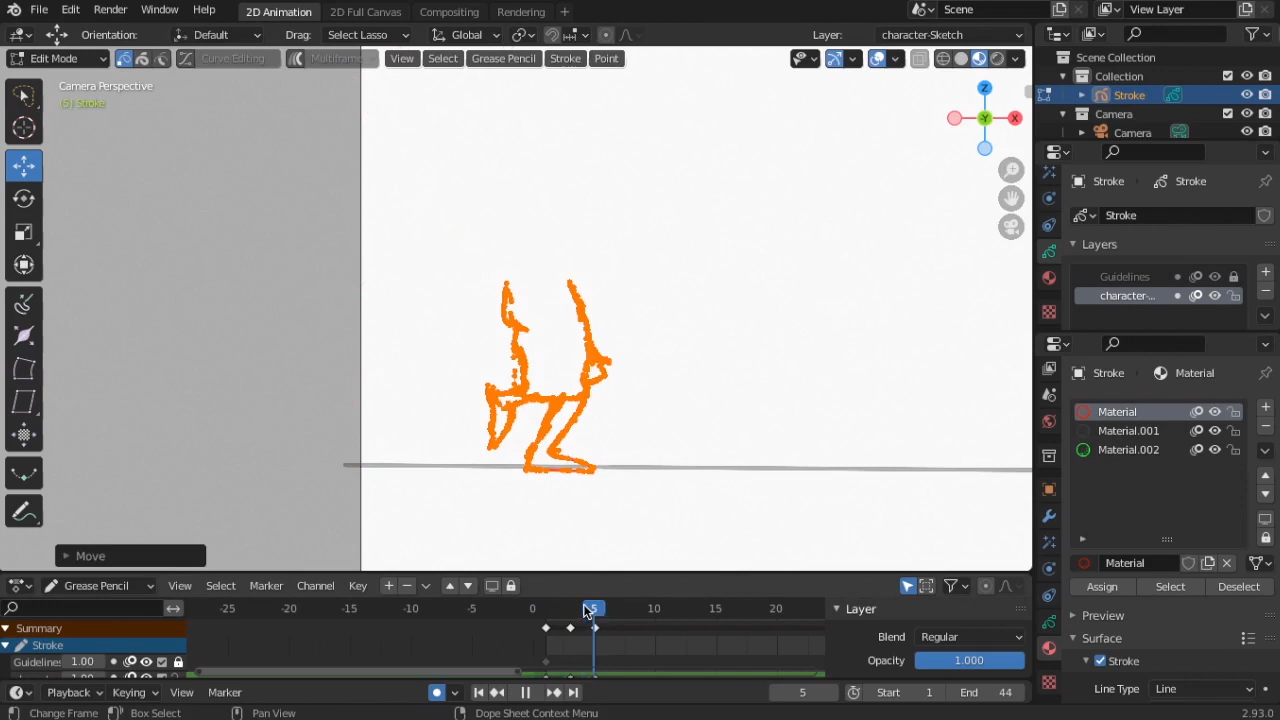 File Edit Render Window Help 2D Animation 2D Full Canvas Compositing Rendering + Scene View Layer
Orientation: Default Drag: Select Lasso Global Layer: character-Sketch
Edit Mode Curve Editing Multiframe View Select Grease Pencil Stroke Point
Scene Collection
Collection
Stroke
Camera
Camera
Camera Perspective
(5) Stroke
Z
Y
X
Stroke Stroke
Stroke
Layers
Guidelines
character-...
Stroke Material
Material
Material.001
Material.002
Material
Assign Select Deselect
Preview
Surface
Stroke
Line Type Line
Move
Grease Pencil View Select Marker Channel Key
-25 -20 -15 -10 -5 0 5 10 15 20
Summary
Stroke
Guidelines 1.00
Layer
Blend Regular
Opacity 1.000
Playback Keying View Marker 5 Start 1 End 44
Change Frame Box Select Pan View Dope Sheet Context Menu 2.93.0